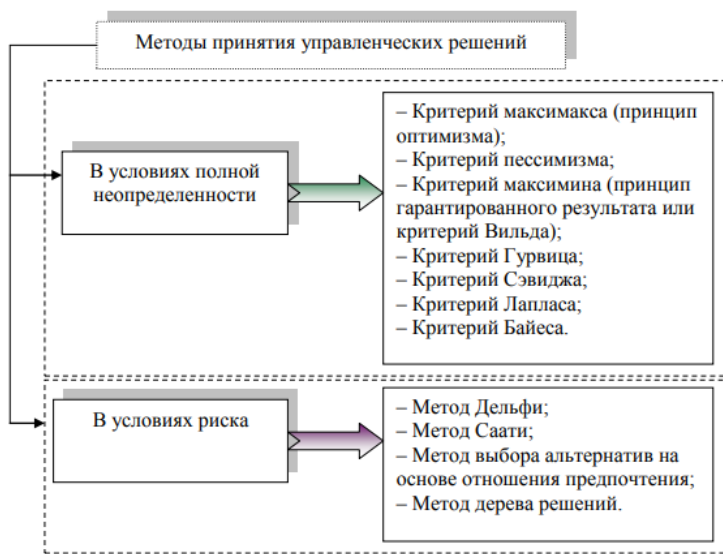 Методы принятия управленческих решений
В условиях полной
неопределенности
– Критерий максимакса (принцип
оптимизма);
– Критерий пессимизма;
– Критерий максимина (принцип
гарантированного результата или
критерий Вильда);
– Критерий Гурвица;
– Критерий Сэвиджа;
– Критерий Лапласа;
– Критерий Байеса.
В условиях риска
– Метод Дельфи;
– Метод Саати;
– Метод выбора альтернатив на
основе отношения предпочтения;
– Метод дерева решений.